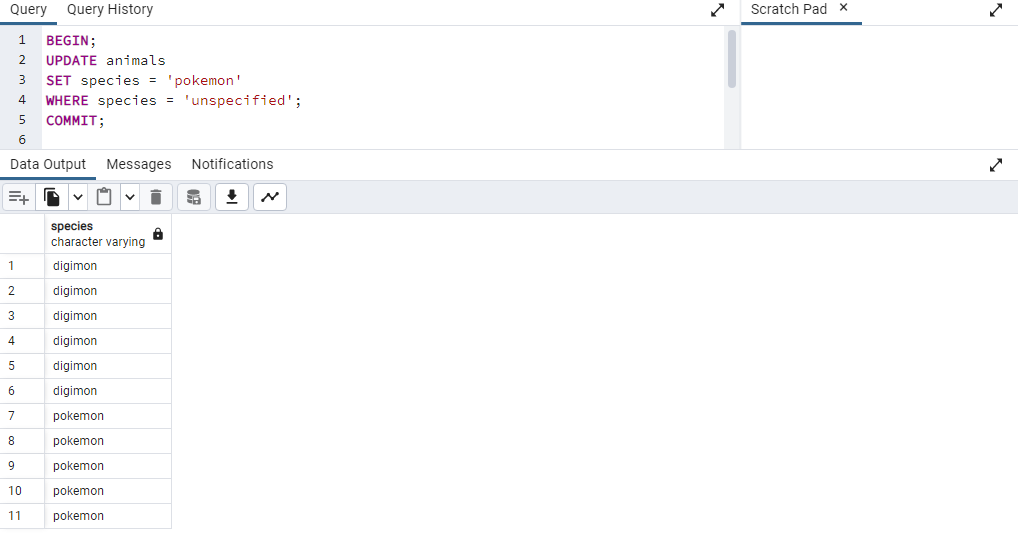 Query Query History Scratch Pad ×
1 BEGIN;
2 UPDATE animals
3 SET species = 'pokemon'
4 WHERE species = 'unspecified';
5 COMMIT;
6
Data Output Messages Notifications
species
character varying
1 digimon
2 digimon
3 digimon
4 digimon
5 digimon
6 digimon
7 pokemon
8 pokemon
9 pokemon
10 pokemon
11 pokemon